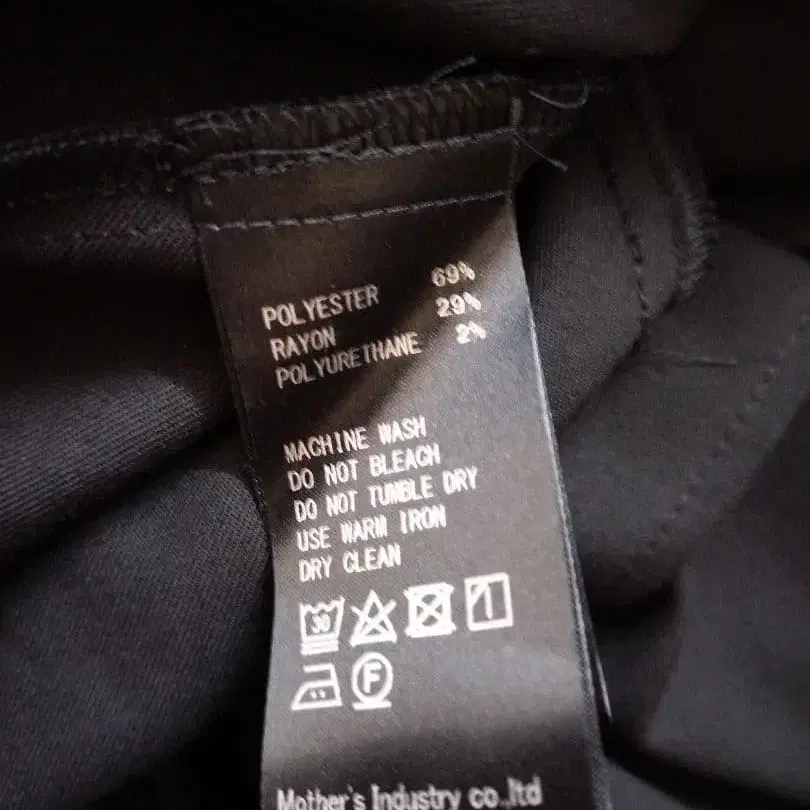 POLYESTER 69%
RAYON 29%
POLYURETHANE 2%
MACHINE WASH
DO NOT BLEACH
DO NOT TUMBLE DRY
USE WARM IRON
DRY CLEAN
30
F
Mother's Industry co.,ltd